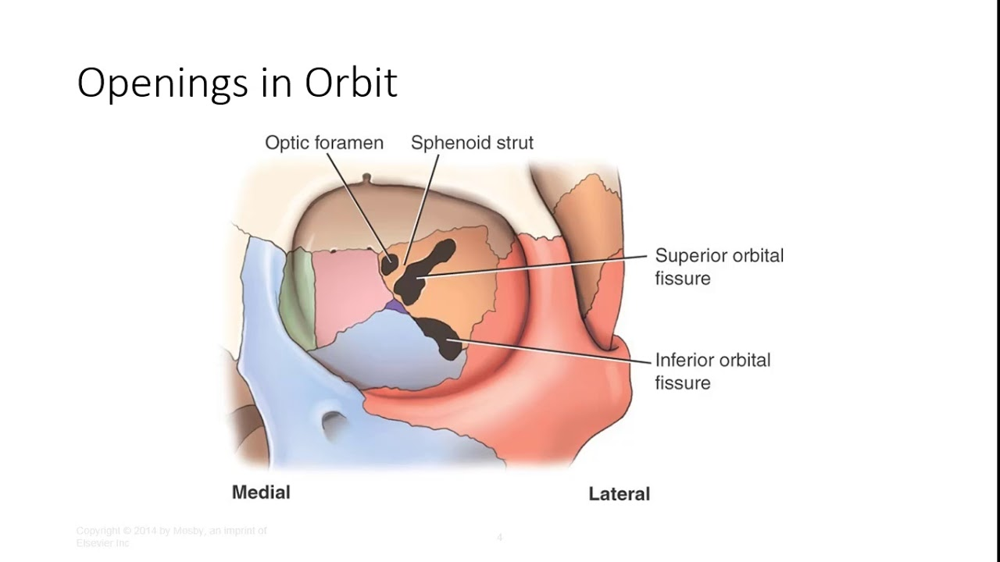 Openings in Orbit
Optic foramen
Sphenoid strut
Superior orbital
fissure
Inferior orbital
fissure
Medial
Lateral
Copyright © 2014 by Mosby, an imprint of
Elsevier Inc
4